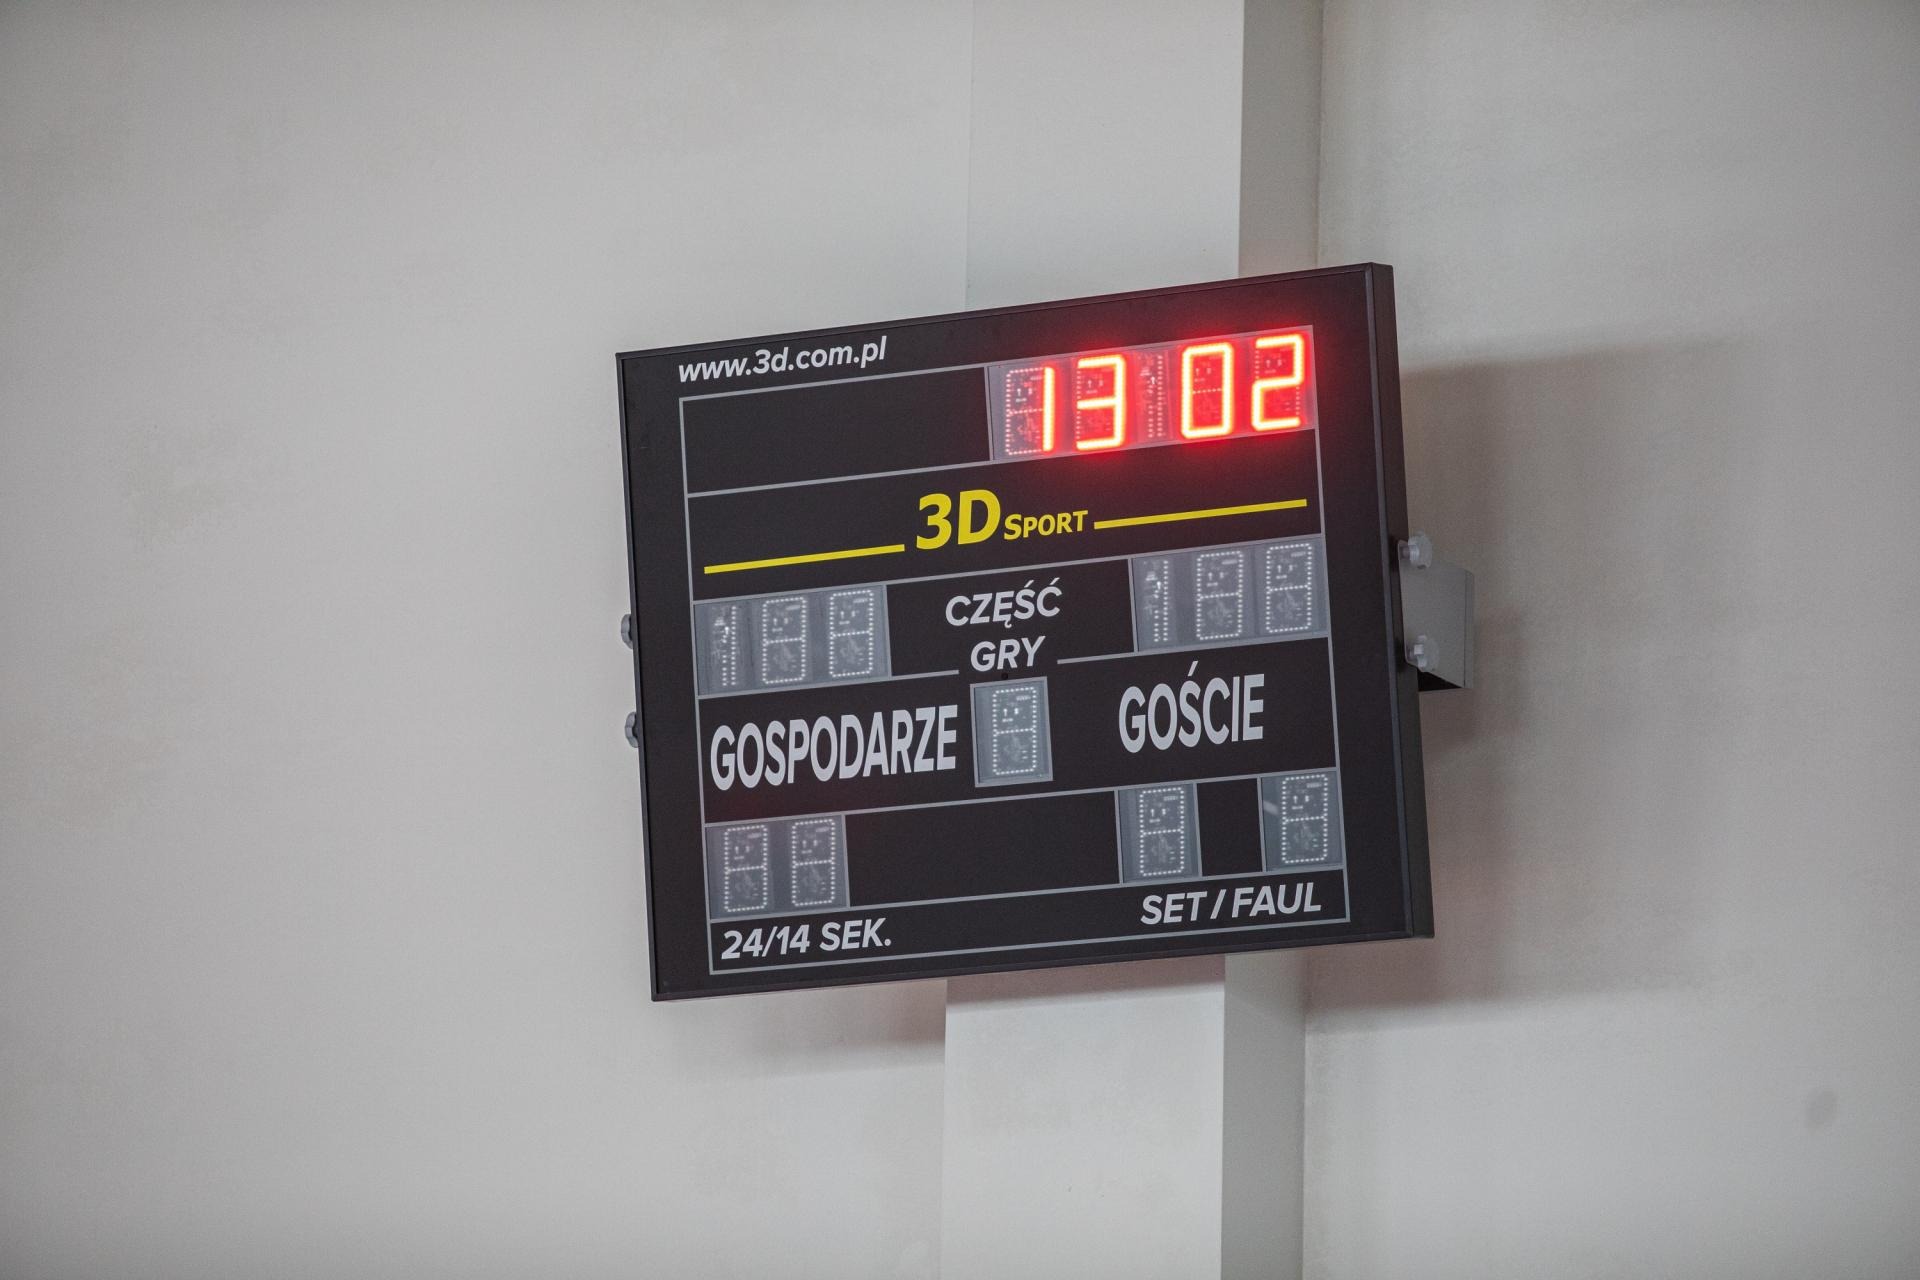 www.3d.com.pl
13 02
3D SPORT
CZĘŚĆ
GRY
GOSPODARZE
GOŚCIE
24/14 SEK.
SET / FAUL